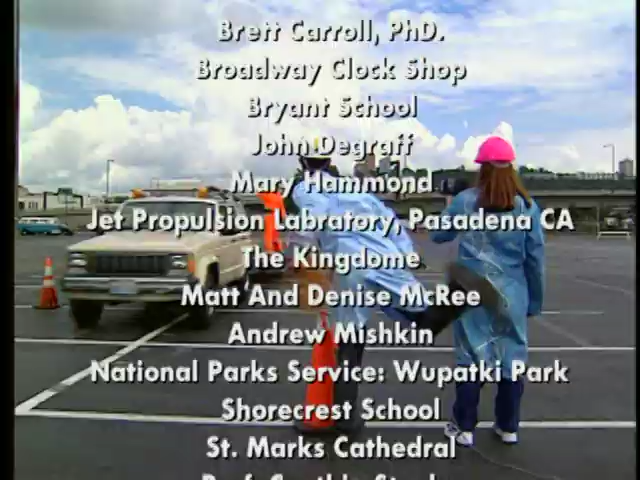 Brett Carroll, PhD.
Broadway Clock Shop
Bryant School
John Degraff
Mary Hammond
Jet Propulsion Labratory, Pasadena CA
The Kingdome
Matt And Denise McRee
Andrew Mishkin
National Parks Service: Wupatki Park
Shorecrest School
St. Marks Cathedral